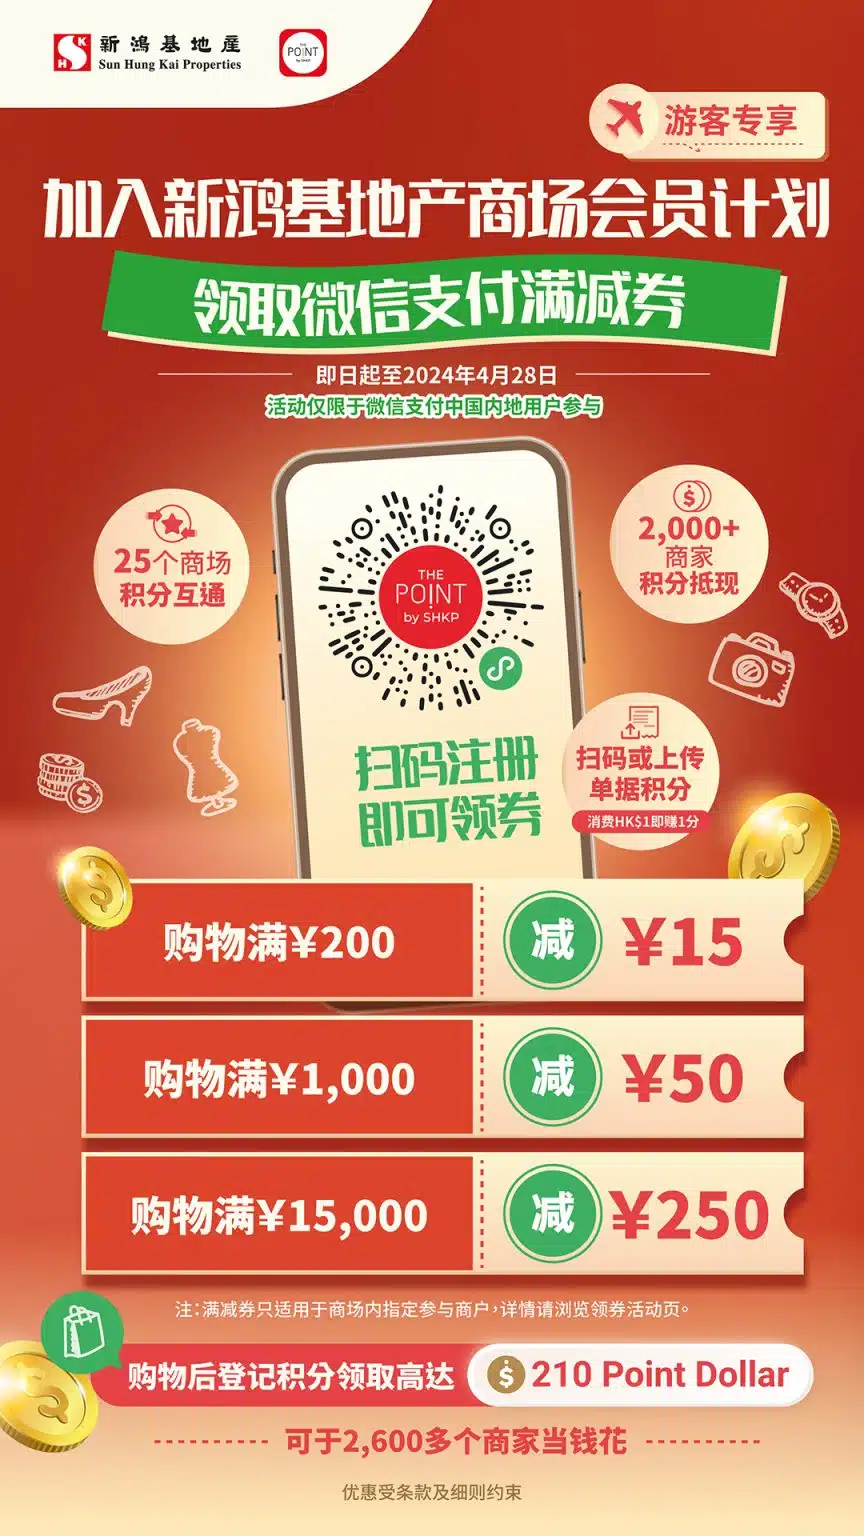 新鴻基地產
Sun Hung Kai Properties
THE
POINT
by SHKP
游客专享
加入新鸿基地产商场会员计划
领取微信支付满减券
即日起至2024年4月28日
活动仅限于微信支付中国内地用户参与
25个商场
积分互通
2,000+
商家
积分抵现
THE
PO!NT
by SHKP
扫码注册
即可领券
扫码或上传
单据积分
消费HK$1即赚1分
购物满¥200
减 ¥15
购物满¥1,000
减 ¥50
购物满¥15,000
减 ¥250
注:满减券只适用于商场内指定参与商户,详情请浏览领券活动页。
购物后登记积分领取高达 210 Point Dollar
可于2,600多个商家当钱花
优惠受条款及细则约束